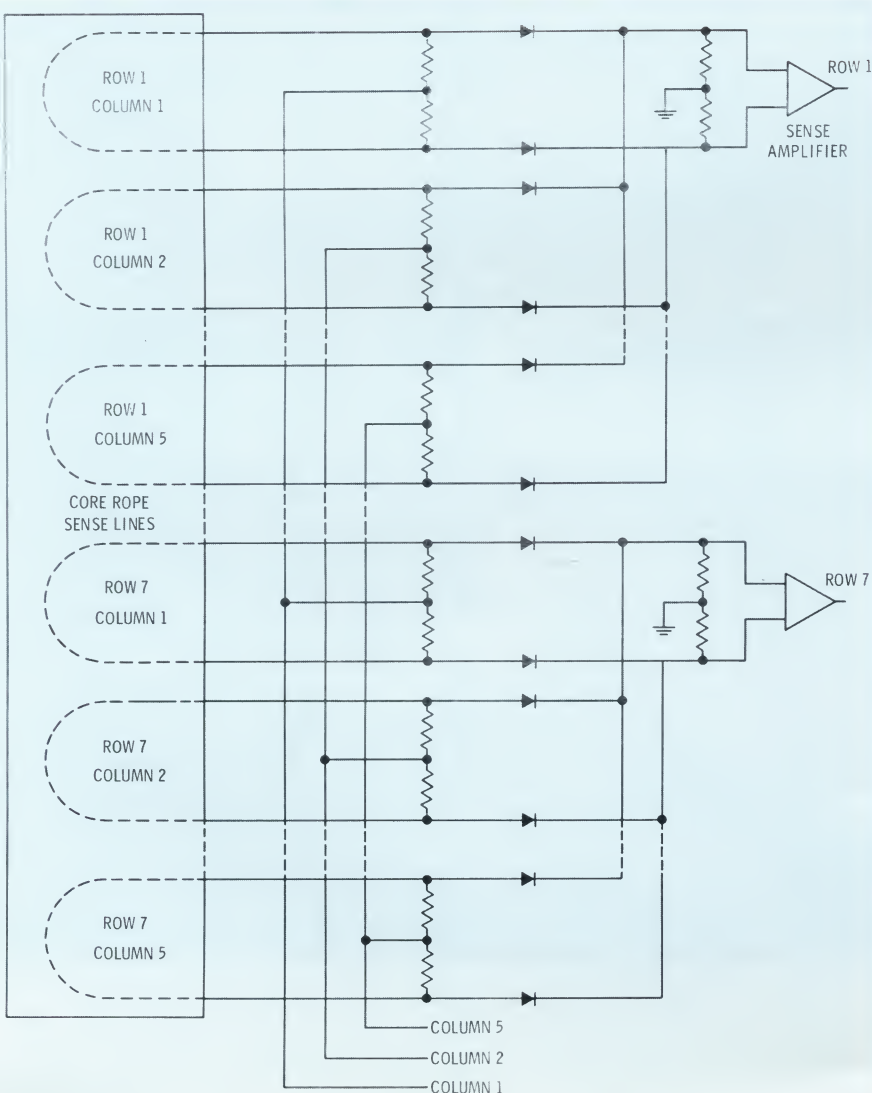 ROW 1
COLUMN 1
ROW 1
SENSE
AMPLIFIER
ROW 1
COLUMN 2
ROW 1
COLUMN 5
CORE ROPE
SENSE LINES
ROW 7
COLUMN 1
ROW 7
ROW 7
COLUMN 2
ROW 7
COLUMN 5
COLUMN 5
COLUMN 2
COLUMN 1